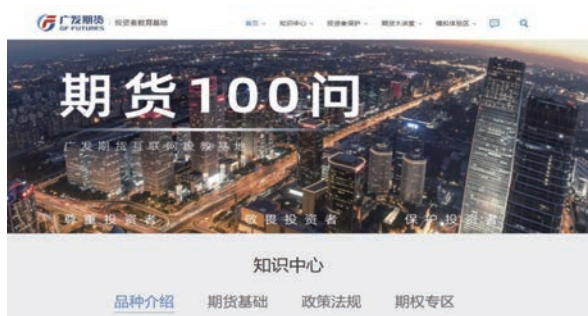 广发期货 投资者教育基地
GF FUTURES
首页 知识中心 投资者保护 期货大讲堂 模拟体验区
期货100问
广发期货互联网投教基地
尊重投资者 敬畏投资者 保护投资者
知识中心
品种介绍 期货基础 政策法规 期权专区